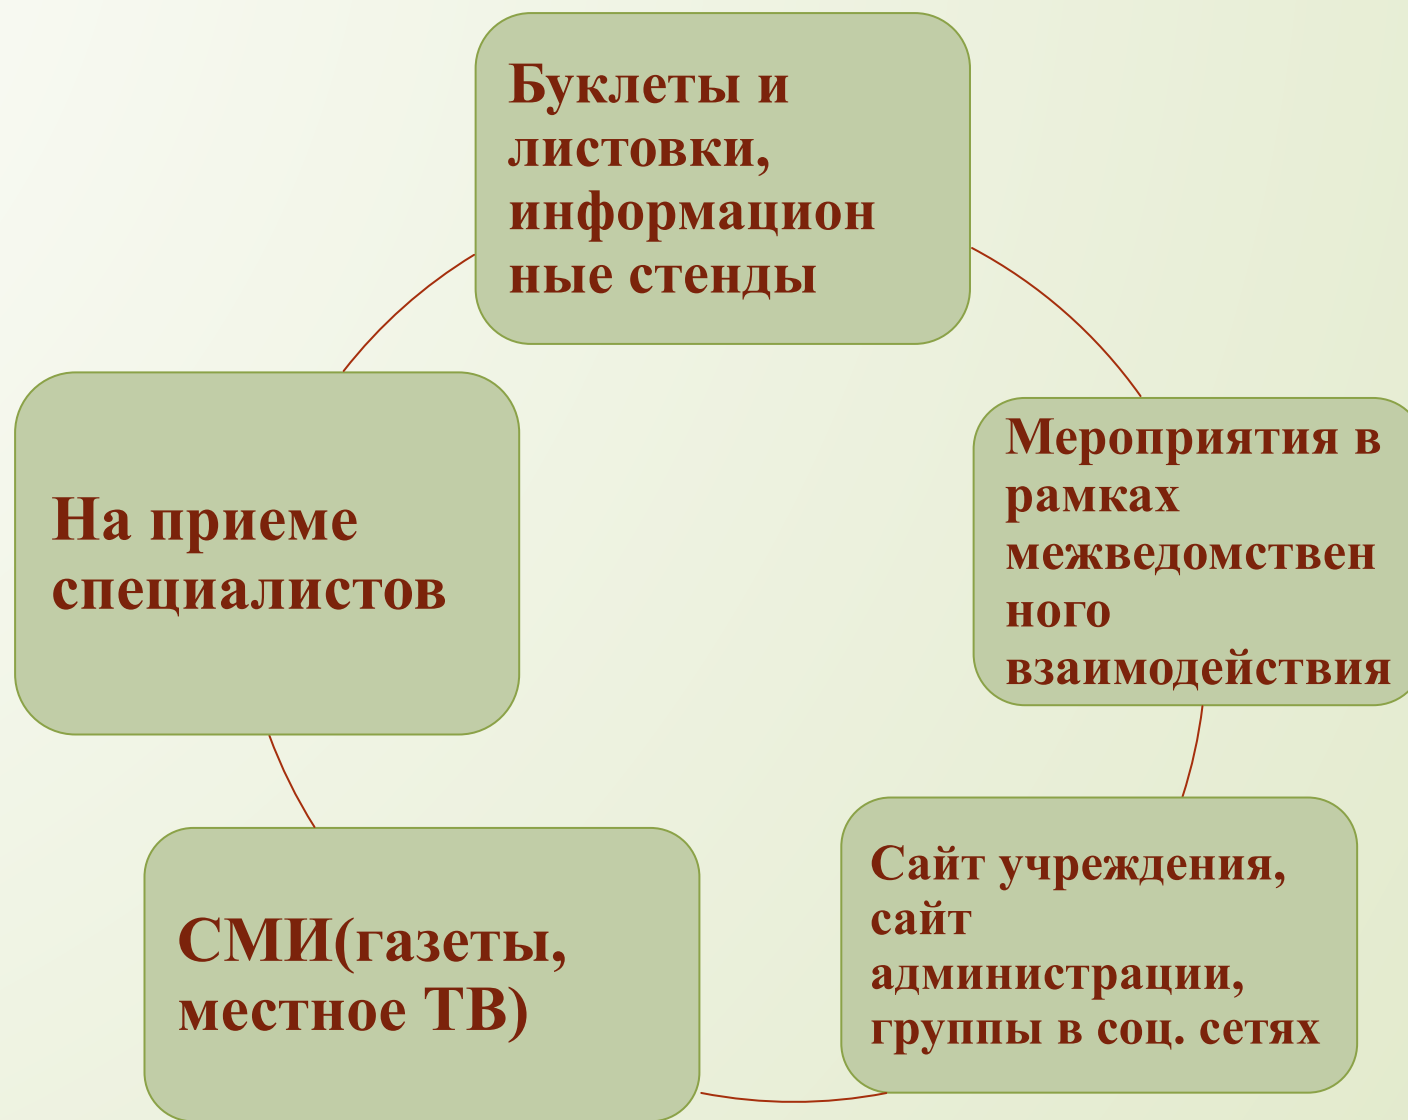 Буклеты и
листовки,
информацион
ные стенды
Мероприятия в
рамках
межведомствен
ного
взаимодействия
Сайт учреждения,
сайт
администрации,
группы в соц. сетях
СМИ(газеты,
местное ТВ)
На приеме
специалистов